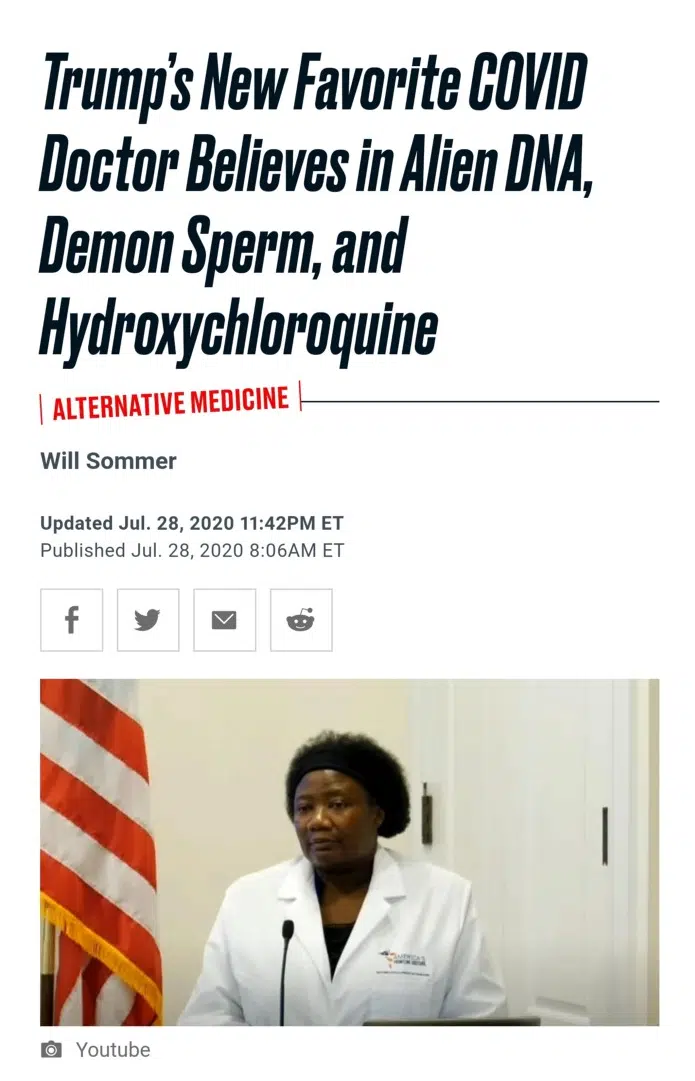 Trump's New Favorite COVID
Doctor Believes in Alien DNA,
Demon Sperm, and
Hydroxychloroquine
ALTERNATIVE MEDICINE
Will Sommer
Updated Jul. 28, 2020 11:42PM ET
Published Jul. 28, 2020 8:06AM ET
AMERICA'S
FRONTLINE DOCTORS
Youtube